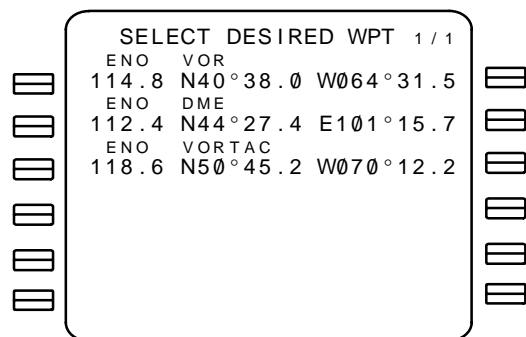 SELECT DESIRED WPT 1/1
ENO VOR
114.8 N40°38.0 W064°31.5
ENO DME
112.4 N44°27.4 E101°15.7
ENO VORTAC
118.6 N50°45.2 W070°12.2